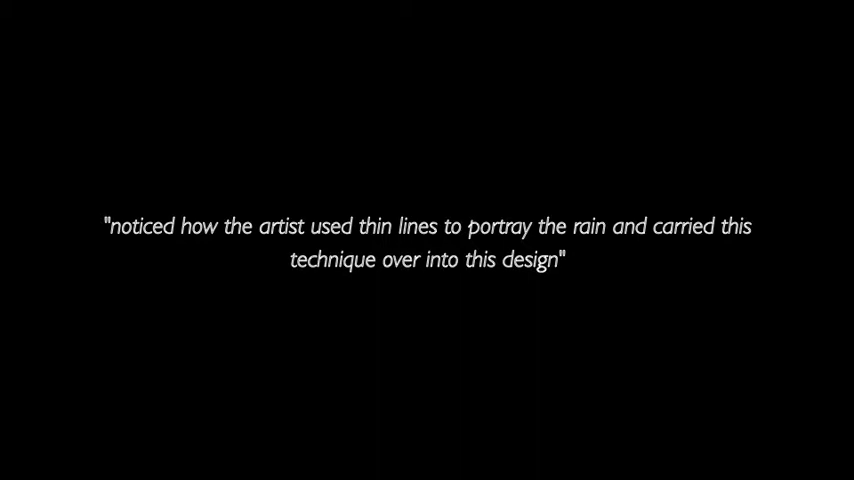 "noticed how the artist used thin lines to portray the rain and carried this
technique over into this design"